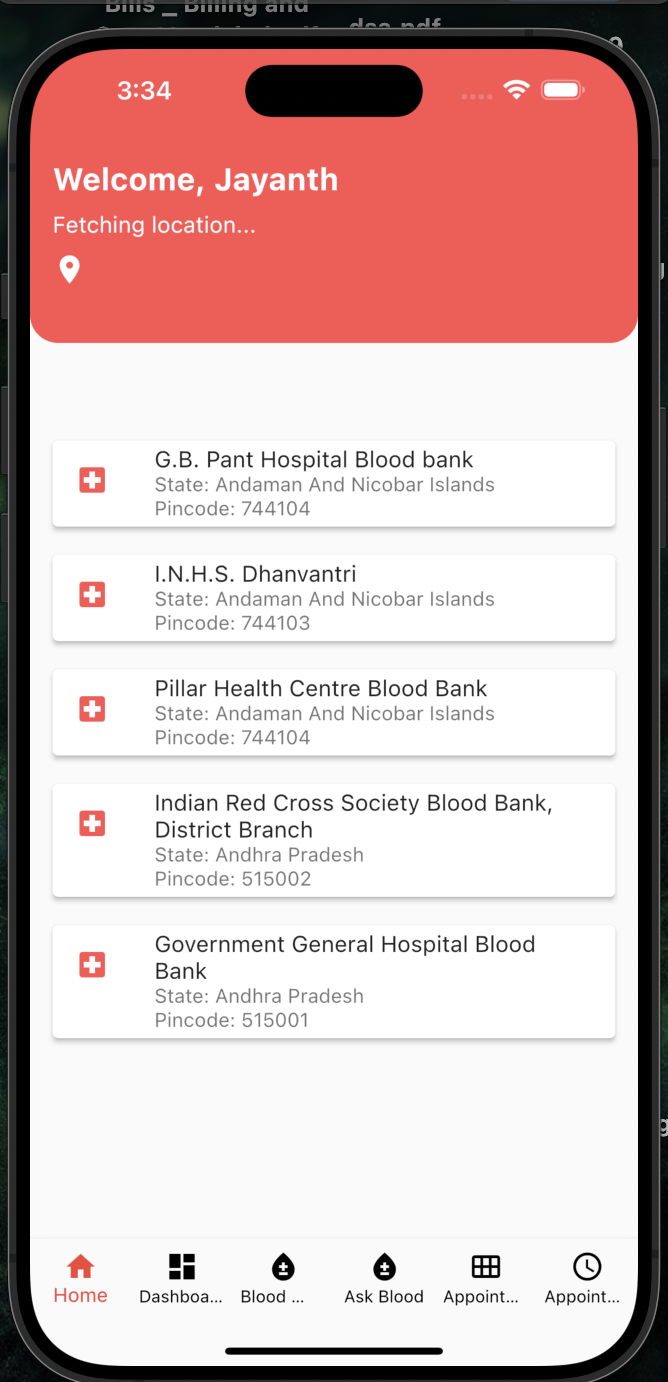 Bills _ Billing and
dsa.pdf
3:34
Welcome, Jayanth
Fetching location...
G.B. Pant Hospital Blood bank
State: Andaman And Nicobar Islands
Pincode: 744104
I.N.H.S. Dhanvantri
State: Andaman And Nicobar Islands
Pincode: 744103
Pillar Health Centre Blood Bank
State: Andaman And Nicobar Islands
Pincode: 744104
Indian Red Cross Society Blood Bank,
District Branch
State: Andhra Pradesh
Pincode: 515002
Government General Hospital Blood
Bank
State: Andhra Pradesh
Pincode: 515001
Home Dashboa... Blood ... Ask Blood Appoint... Appoint...